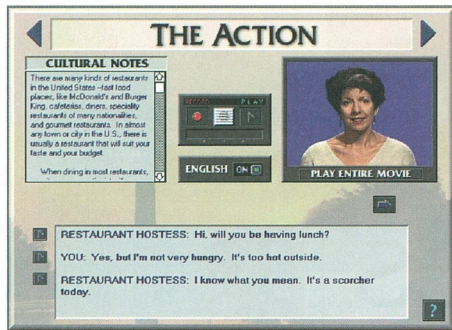 THE ACTION
CULTURAL NOTES
There are many kinds of restaurants
in the United States -fast food
places, like McDonald's and Burger
King, cafeterias, diners, speciality
restaurants of many nationalities,
and gourmet restaurants. In almost
any town or city in the U.S., there is
usually a restaurant that will suit your
taste and your budget.
When dining in most restaurants,
RECORD PLAY
ENGLISH ON
PLAY ENTIRE MOVIE
RESTAURANT HOSTESS: Hi, will you be having lunch?
YOU: Yes, but I'm not very hungry. It's too hot outside.
RESTAURANT HOSTESS: I know what you mean. It's a scorcher
today.
?